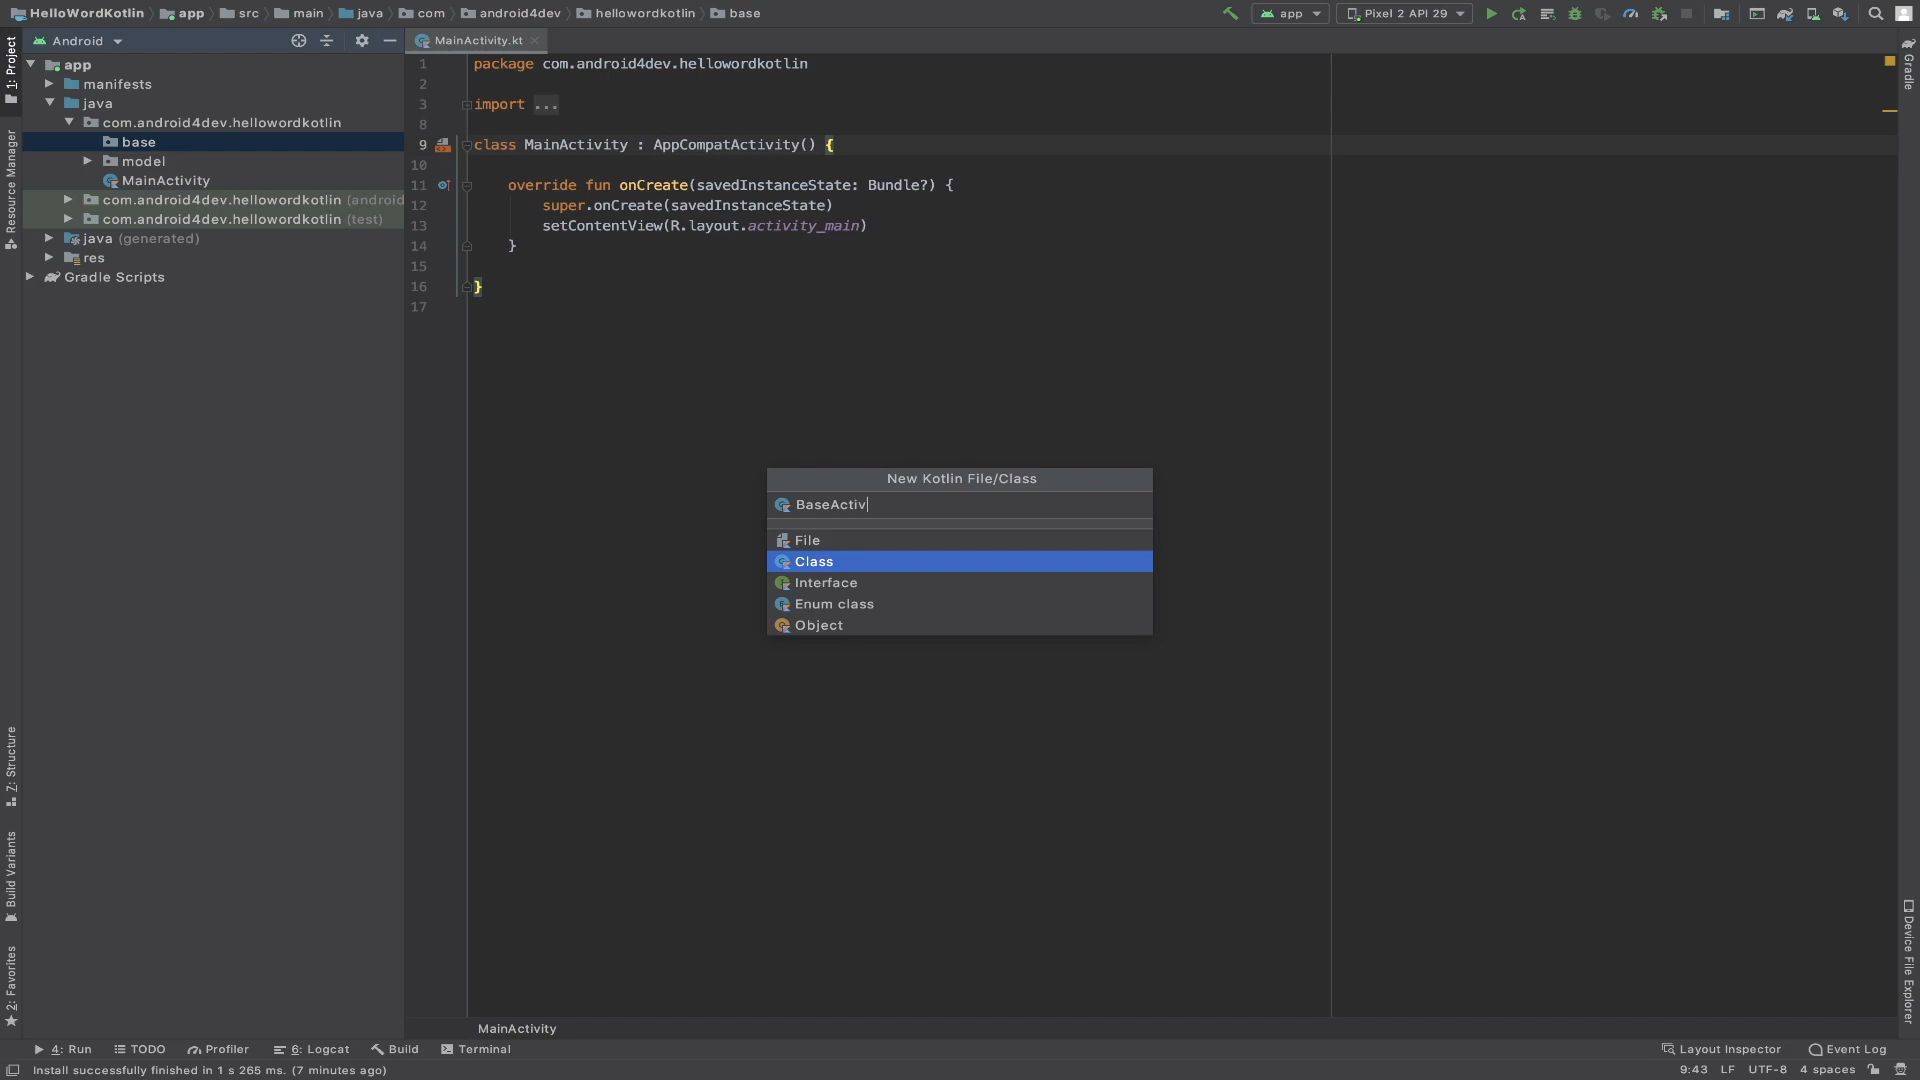 HelloWordKotlin app src main java com android4dev hellowordkotlin base
app Pixel 2 API 29
Android
MainActivity.kt
1: Project
Resource Manager
Z: Structure
Build Variants
2: Favorites
app
manifests
java
com.android4dev.hellowordkotlin
base
model
MainActivity
com.android4dev.hellowordkotlin (android
com.android4dev.hellowordkotlin (test)
java (generated)
res
Gradle Scripts
1 package com.android4dev.hellowordkotlin
2
3 import ...
8
9 class MainActivity : AppCompatActivity() {
10
11 override fun onCreate(savedInstanceState: Bundle?) {
12 super.onCreate(savedInstanceState)
13 setContentView(R.layout.activity_main)
14 }
15
16 }
17
New Kotlin File/Class
BaseActiv
File
Class
Interface
Enum class
Object
Gradle
Device File Explorer
MainActivity
4: Run TODO Profiler 6: Logcat Build Terminal Layout Inspector Event Log
Install successfully finished in 1 s 265 ms. (7 minutes ago) 9:43 LF UTF-8 4 spaces